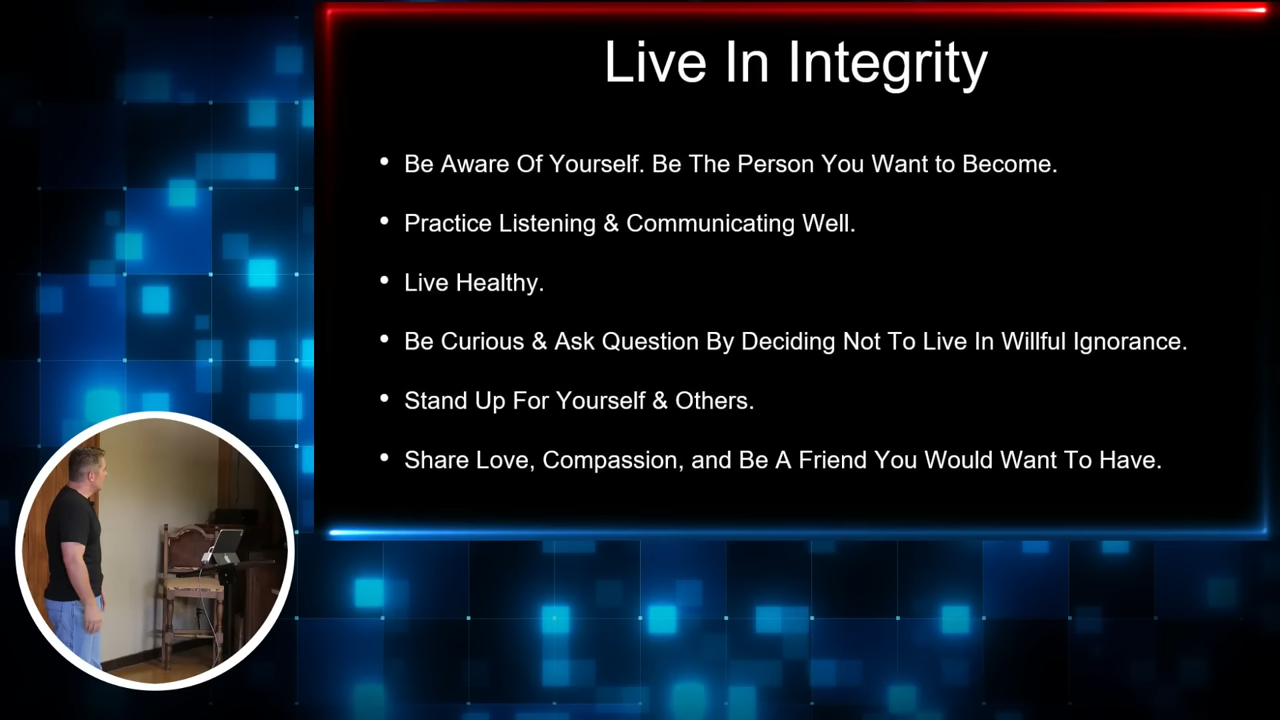 Live In Integrity
• Be Aware Of Yourself. Be The Person You Want to Become.
• Practice Listening & Communicating Well.
• Live Healthy.
• Be Curious & Ask Question By Deciding Not To Live In Willful Ignorance.
• Stand Up For Yourself & Others.
• Share Love, Compassion, and Be A Friend You Would Want To Have.